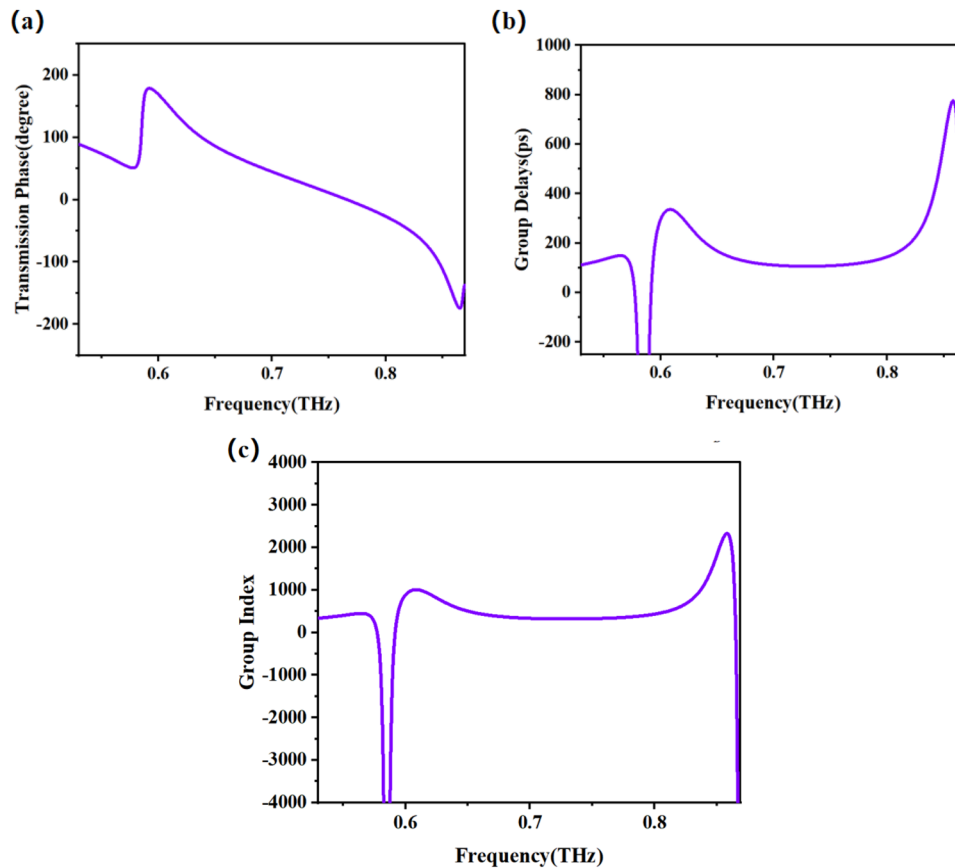 (a)
200
100
0
-100
-200
Transmission Phase(degree)
0.6 0.7 0.8
Frequency(THz)
(b)
1000
800
600
400
200
0
-200
Group Delays(ps)
0.6 0.7 0.8
Frequency(THz)
(c)
4000
3000
2000
1000
0
-1000
-2000
-3000
-4000
Group Index
0.6 0.7 0.8
Frequency(THz)